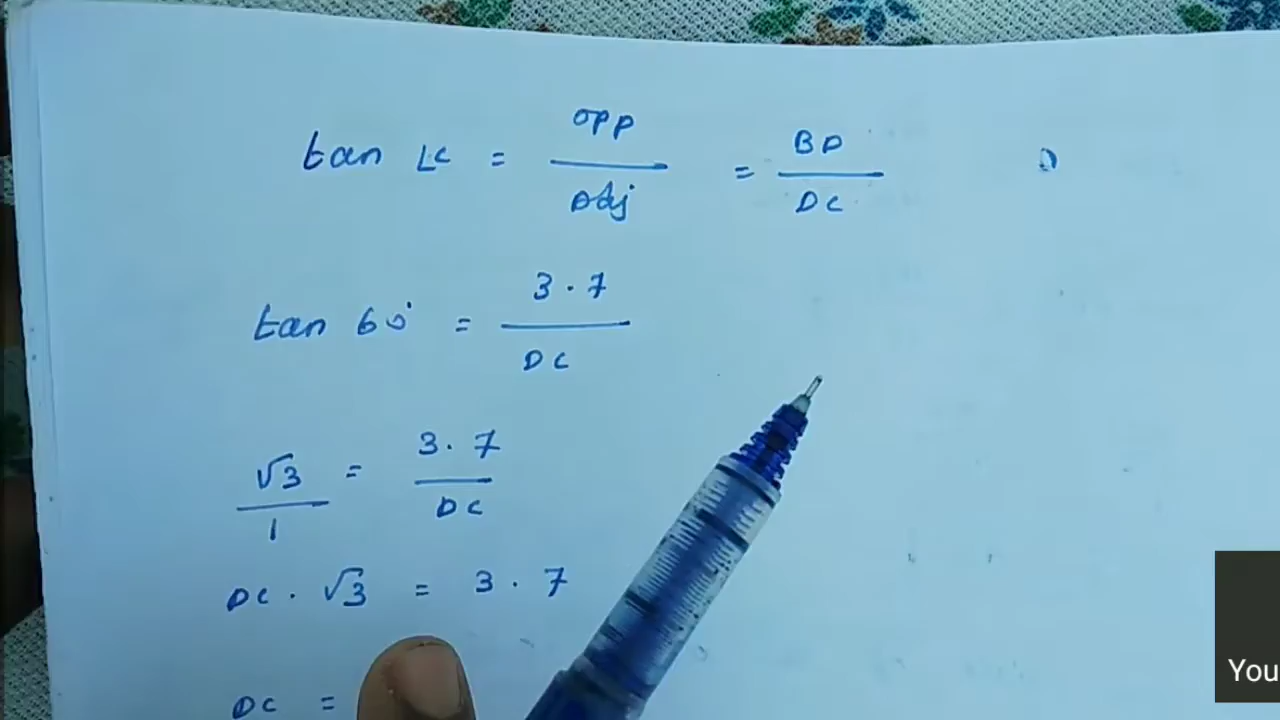 tan ∠C = opp / Adj = BD / DC
tan 60° = 3.7 / DC
√3 / 1 = 3.7 / DC
DC . √3 = 3.7
DC =
You